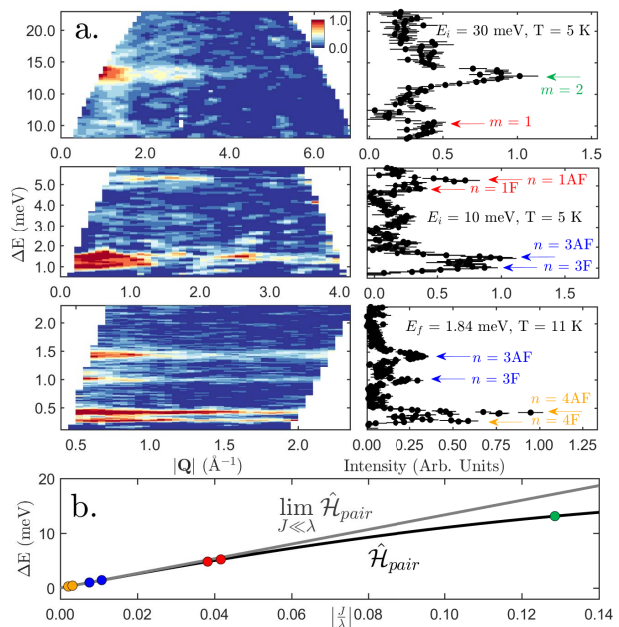 a.
1.0
0.0
20.0
15.0
10.0
0.0 2.0 4.0 6.0
E_i = 30 meV, T = 5 K
m = 2
m = 1
0 0.5 1.0 1.5
ΔE (meV)
5.0
4.0
3.0
2.0
1.0
0.0 1.0 2.0 3.0 4.0
n = 1AF
n = 1F
E_i = 10 meV, T = 5 K
n = 3AF
n = 3F
0 0.5 1.0 1.5
2.0
1.5
1.0
0.5
0.5 1.0 1.5 2.0
|Q| (Å⁻¹)
E_f = 1.84 meV, T = 11 K
n = 3AF
n = 3F
n = 4AF
n = 4F
0.00 0.25 0.50 0.75 1.0 1.25
Intensity (Arb. Units)
b.
ΔE (meV)
20
10
0
lim Ĥ_pair
J≪λ
Ĥ_pair
0.00 0.02 0.04 0.06 0.08 0.10 0.12 0.14
|J/λ|